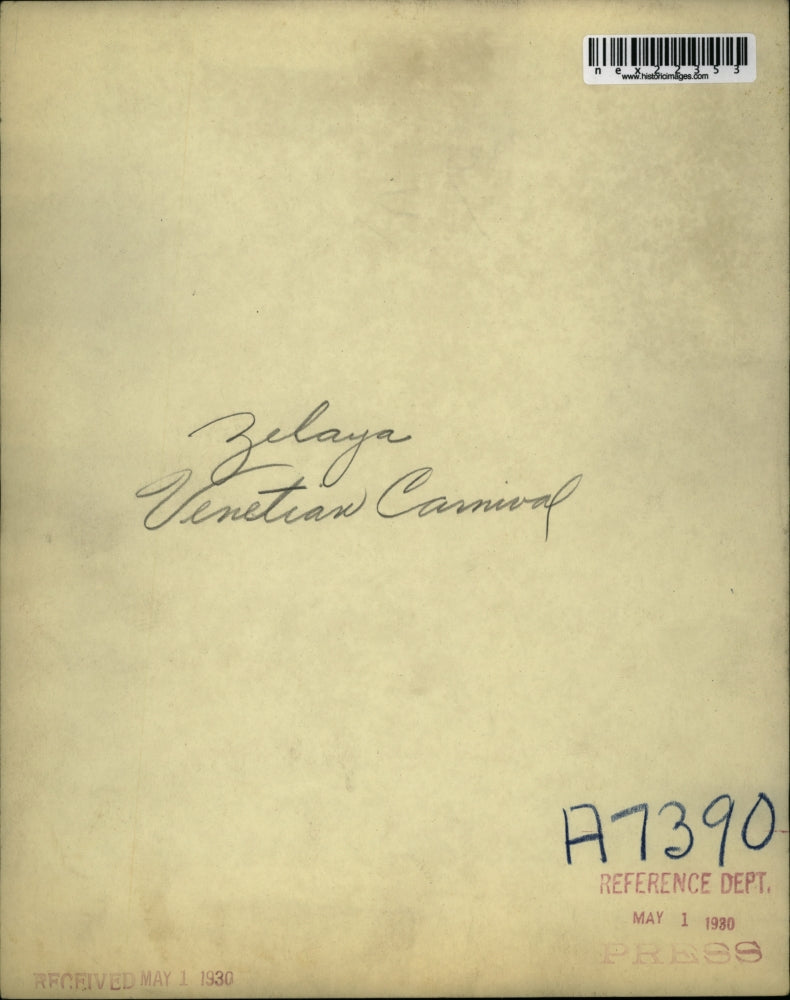 nex22353
www.historicimages.com
Zelaya
Venetian Carnival
A7390
REFERENCE DEPT.
MAY 1 1930
PRESS
RECEIVED MAY 1 1930